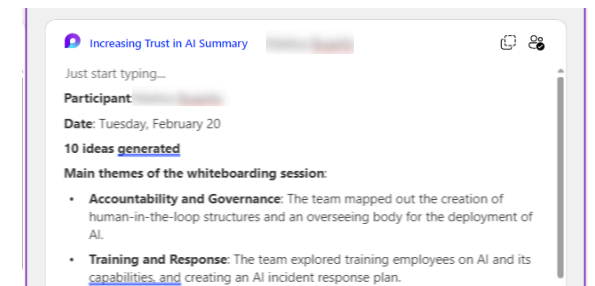 Increasing Trust in AI Summary
Just start typing...
Participant
Date: Tuesday, February 20
10 ideas generated
Main themes of the whiteboarding session:
• Accountability and Governance: The team mapped out the creation of
human-in-the-loop structures and an overseeing body for the deployment of
AI.
• Training and Response: The team explored training employees on AI and its
capabilities, and creating an AI incident response plan.